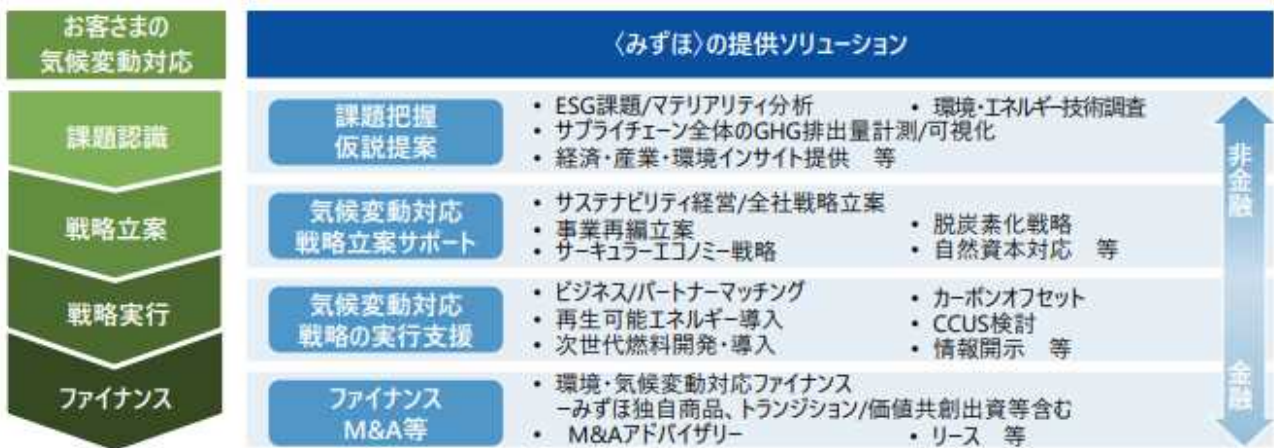 お客さまの
気候変動対応
〈みずほ〉の提供ソリューション
課題認識
課題把握
仮説提案
• ESG課題/マテリアリティ分析 • 環境・エネルギー技術調査
• サプライチェーン全体のGHG排出量計測/可視化
• 経済・産業・環境インサイト提供 等
戦略立案
気候変動対応
戦略立案サポート
• サステナビリティ経営/全社戦略立案
• 事業再編立案 • 脱炭素化戦略
• サーキュラーエコノミー戦略 • 自然資本対応 等
戦略実行
気候変動対応
戦略の実行支援
• ビジネス/パートナーマッチング • カーボンオフセット
• 再生可能エネルギー導入 • CCUS検討
• 次世代燃料開発・導入 • 情報開示 等
ファイナンス
ファイナンス
M&A等
• 環境・気候変動対応ファイナンス
−みずほ独自商品、トランジション/価値共創出資等含む
• M&Aアドバイザリー • リース 等
非金融
金融